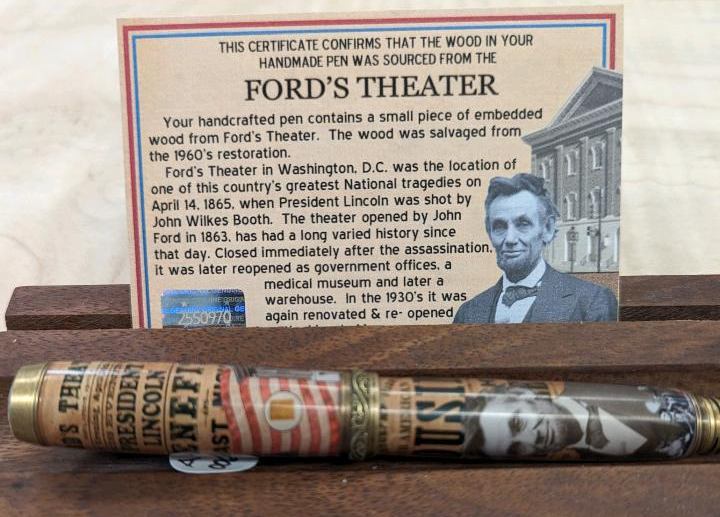 THIS CERTIFICATE CONFIRMS THAT THE WOOD IN YOUR
HANDMADE PEN WAS SOURCED FROM THE
FORD'S THEATER
Your handcrafted pen contains a small piece of embedded
wood from Ford's Theater. The wood was salvaged from
the 1960's restoration.
Ford's Theater in Washington, D.C. was the location of
one of this country's greatest National tragedies on
April 14, 1865, when President Lincoln was shot by
John Wilkes Booth. The theater opened by John
Ford in 1863, has had a long varied history since
that day. Closed immediately after the assassination,
it was later reopened as government offices, a
medical museum and later a
warehouse. In the 1930's it was
again renovated & re- opened
2550970
PRESIDENT
LINCOLN